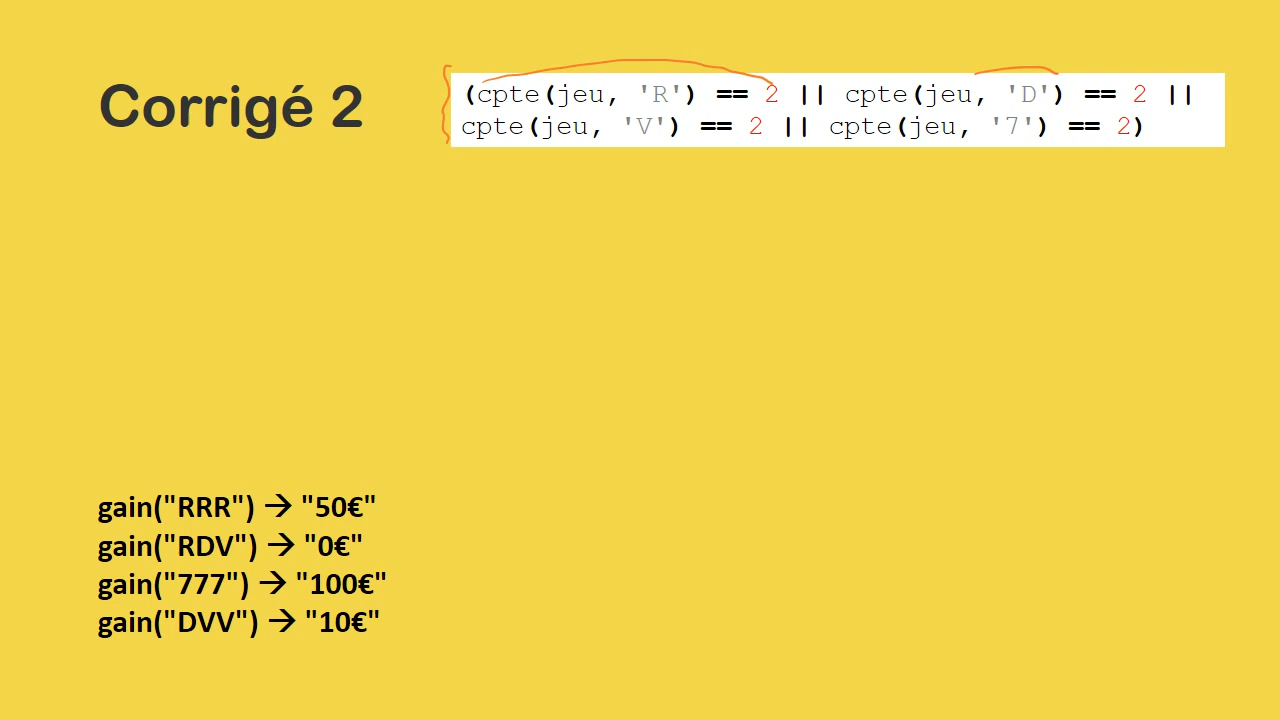 Corrigé 2
(cpte(jeu, 'R') == 2 || cpte(jeu, 'D') == 2 ||
cpte(jeu, 'V') == 2 || cpte(jeu, '7') == 2)
gain("RRR") → "50€"
gain("RDV") → "0€"
gain("777") → "100€"
gain("DVV") → "10€"